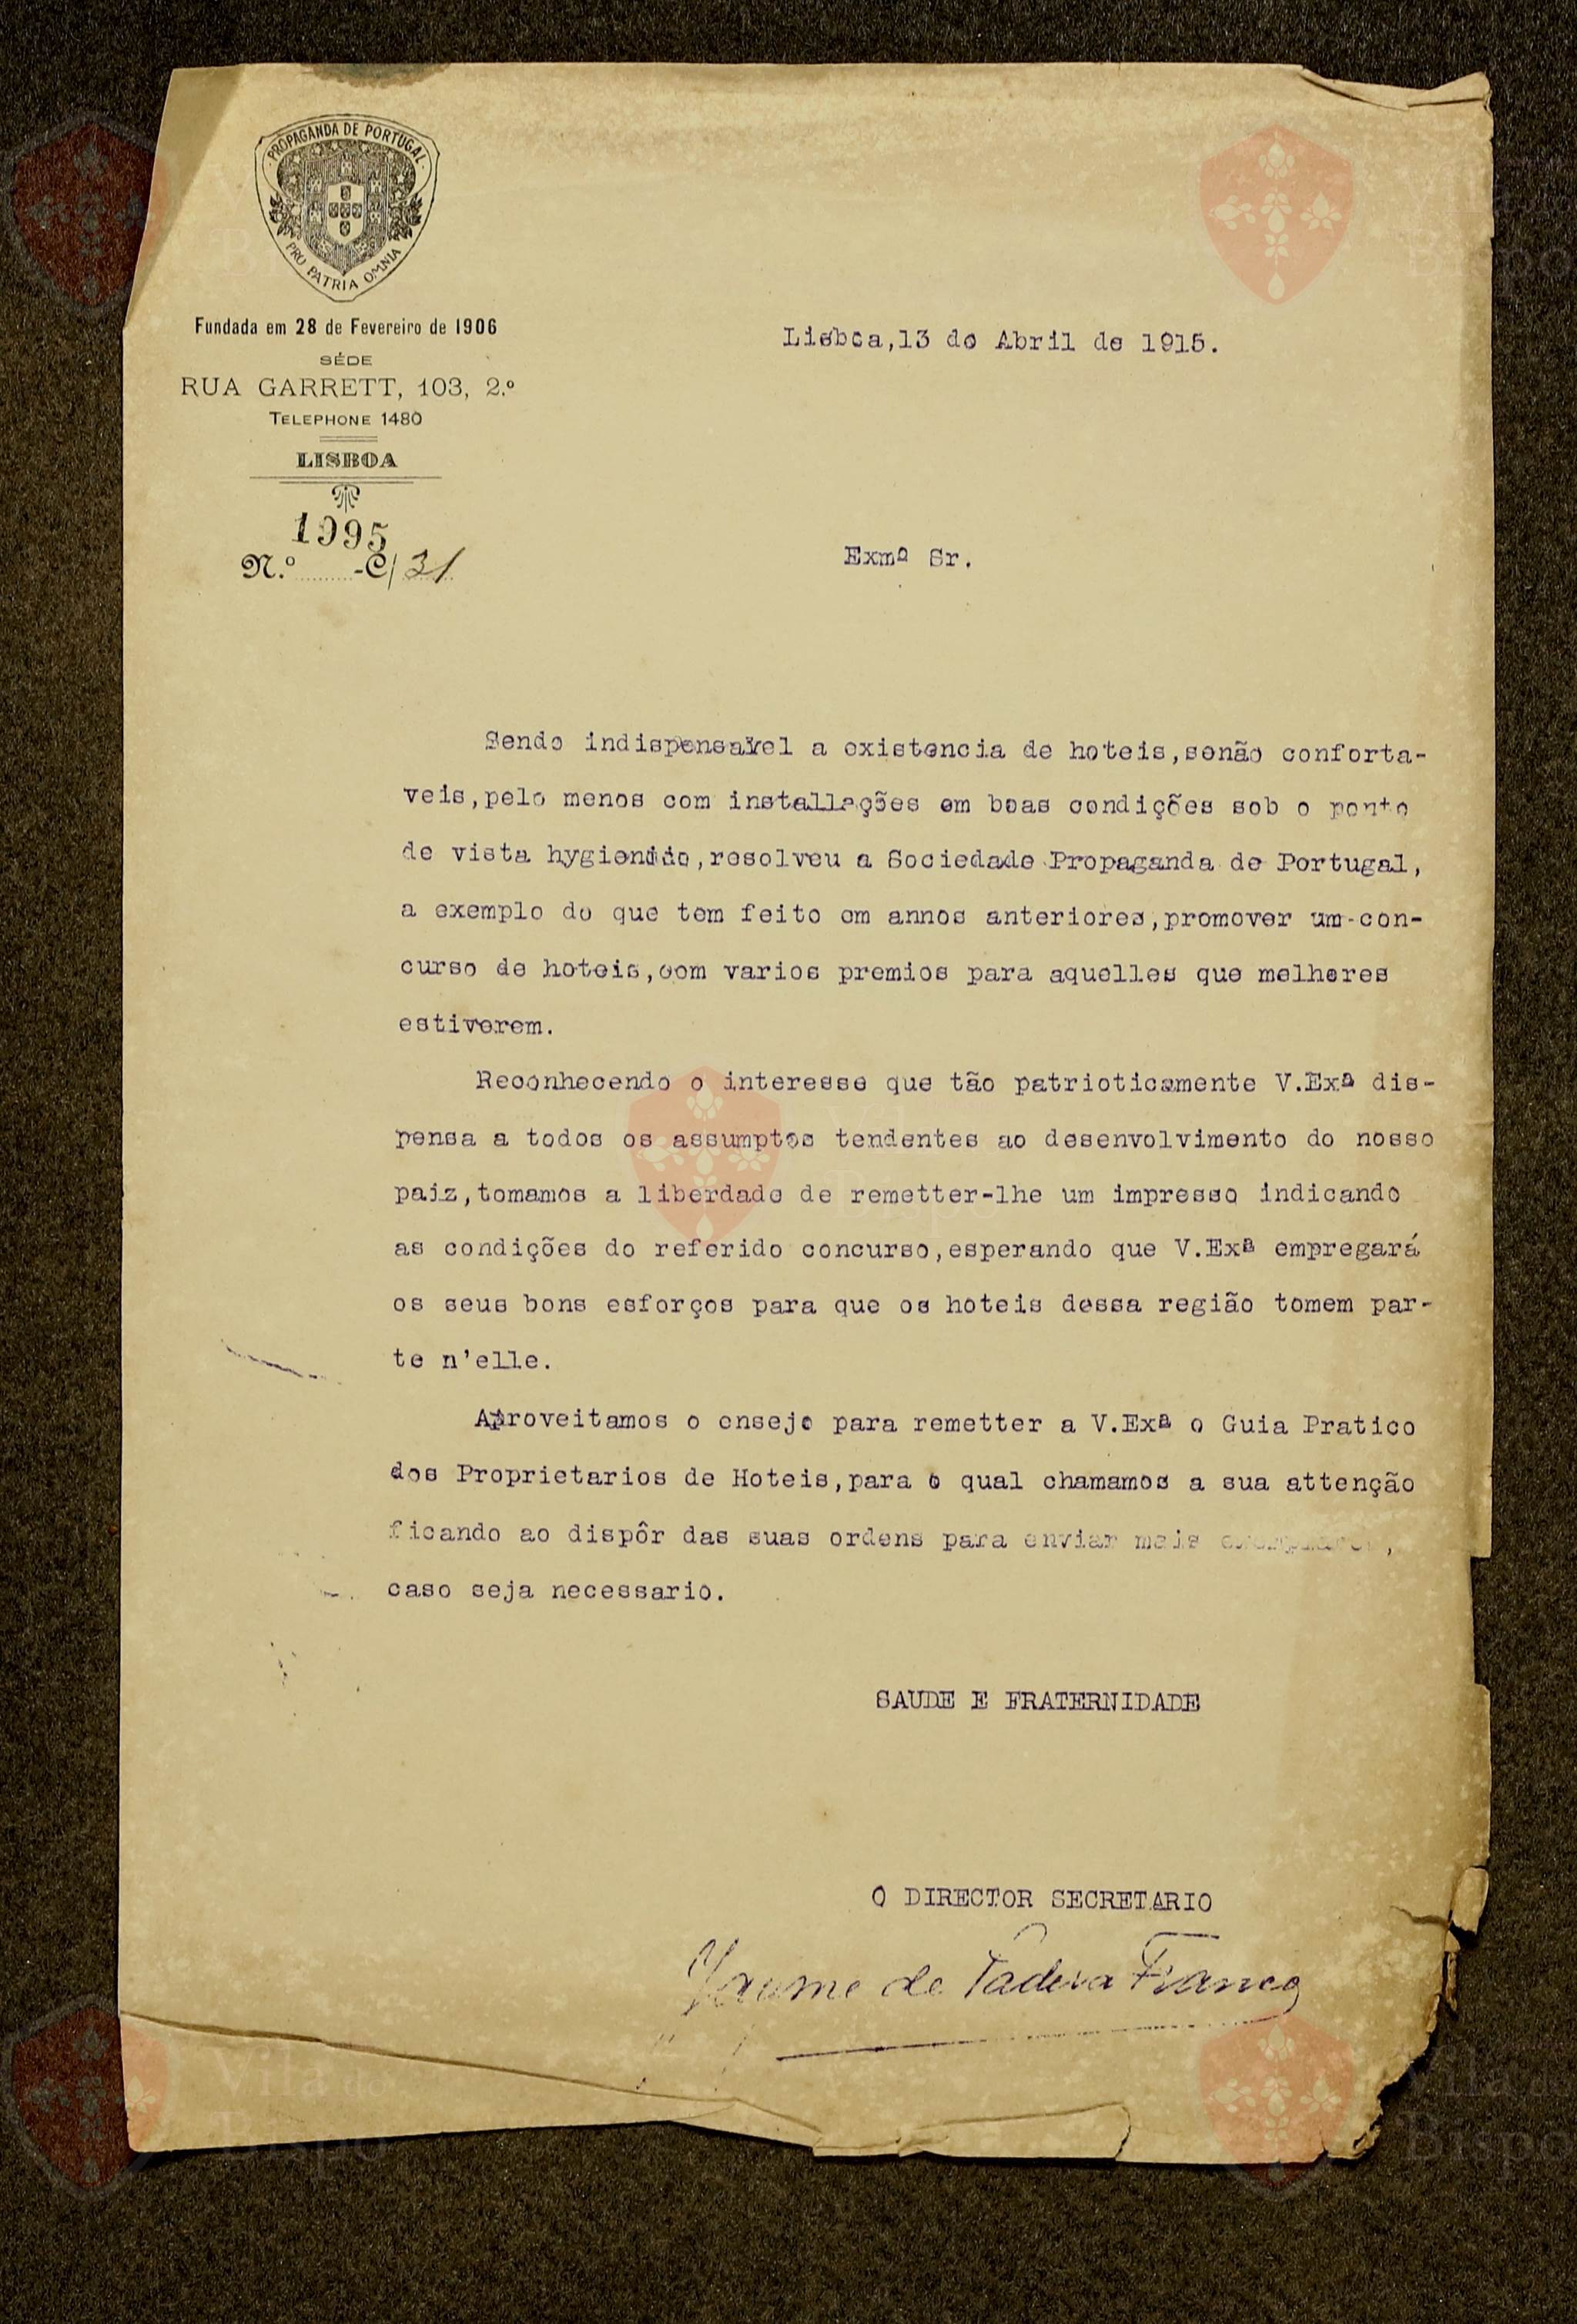 PROPAGANDA DE PORTUGAL
PRO PATRIA OMNIA
Fundada em 28 de Fevereiro de 1906
SÉDE
RUA GARRETT, 103, 2.º
TELEPHONE 1480
LISBOA
1995
N.º -C/31
Lisboa,13 de Abril de 1915.
Exmº Sr.
Sendo indispensavel a existencia de hoteis,senão conforta-
veis,pelo menos com installações em boas condições sob o ponto
de vista hygienico,resolveu a Sociedade Propaganda de Portugal,
a exemplo do que tem feito em annos anteriores,promover um con-
curso de hoteis,com varios premios para aquelles que melhores
estiverem.
Reconhecendo o interesse que tão patrioticamente V.Exª dis-
pensa a todos os assumptos tendentes ao desenvolvimento do nosso
paiz,tomamos a liberdade de remetter-lhe um impresso indicando
as condições do referido concurso,esperando que V.Exª empregará
os seus bons esforços para que os hoteis dessa região tomem par-
te n'elle.
Aproveitamos o ensejo para remetter a V.Exª o Guia Pratico
dos Proprietarios de Hoteis,para o qual chamamos a sua attenção
ficando ao dispôr das suas ordens para enviar mais exemplares,
caso seja necessario.
SAUDE E FRATERNIDADE
O DIRECTOR SECRETARIO
de Franco
Vila do
Bispo